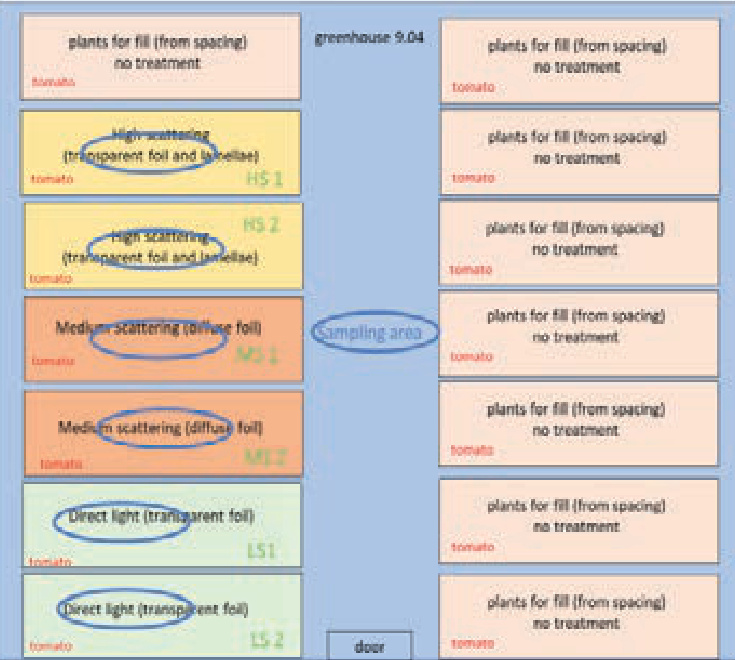 plants for fill (from spacing)
no treatment
tomato
High scattering
(transparent foil and lamellae)
tomato
HS 1
HS 2
High scattering
(transparent foil and lamellae)
tomato
Medium scattering (diffuse foil)
tomato
MS 1
Medium scattering (diffuse foil)
tomato
MS 2
Direct light (transparent foil)
LS1
tomato
Direct light (transparent foil)
tomato
LS 2
greenhouse 9.04
Sampling area
door
plants for fill (from spacing)
no treatment
tomato
plants for fill (from spacing)
no treatment
tomato
plants for fill (from spacing)
no treatment
tomato
plants for fill (from spacing)
no treatment
tomato
plants for fill (from spacing)
no treatment
tomato
plants for fill (from spacing)
no treatment
tomato
plants for fill (from spacing)
no treatment
tomato